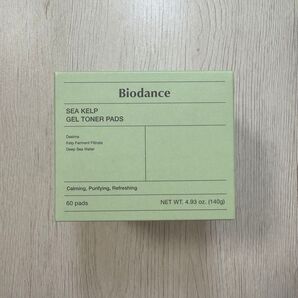 Biodance
SEA KELP
GEL TONER PADS
Dasima
Kelp Ferment Filtrate
Deep Sea Water
Calming, Purifying, Refreshing
60 pads
NET WT. 4.93 oz. (140g)